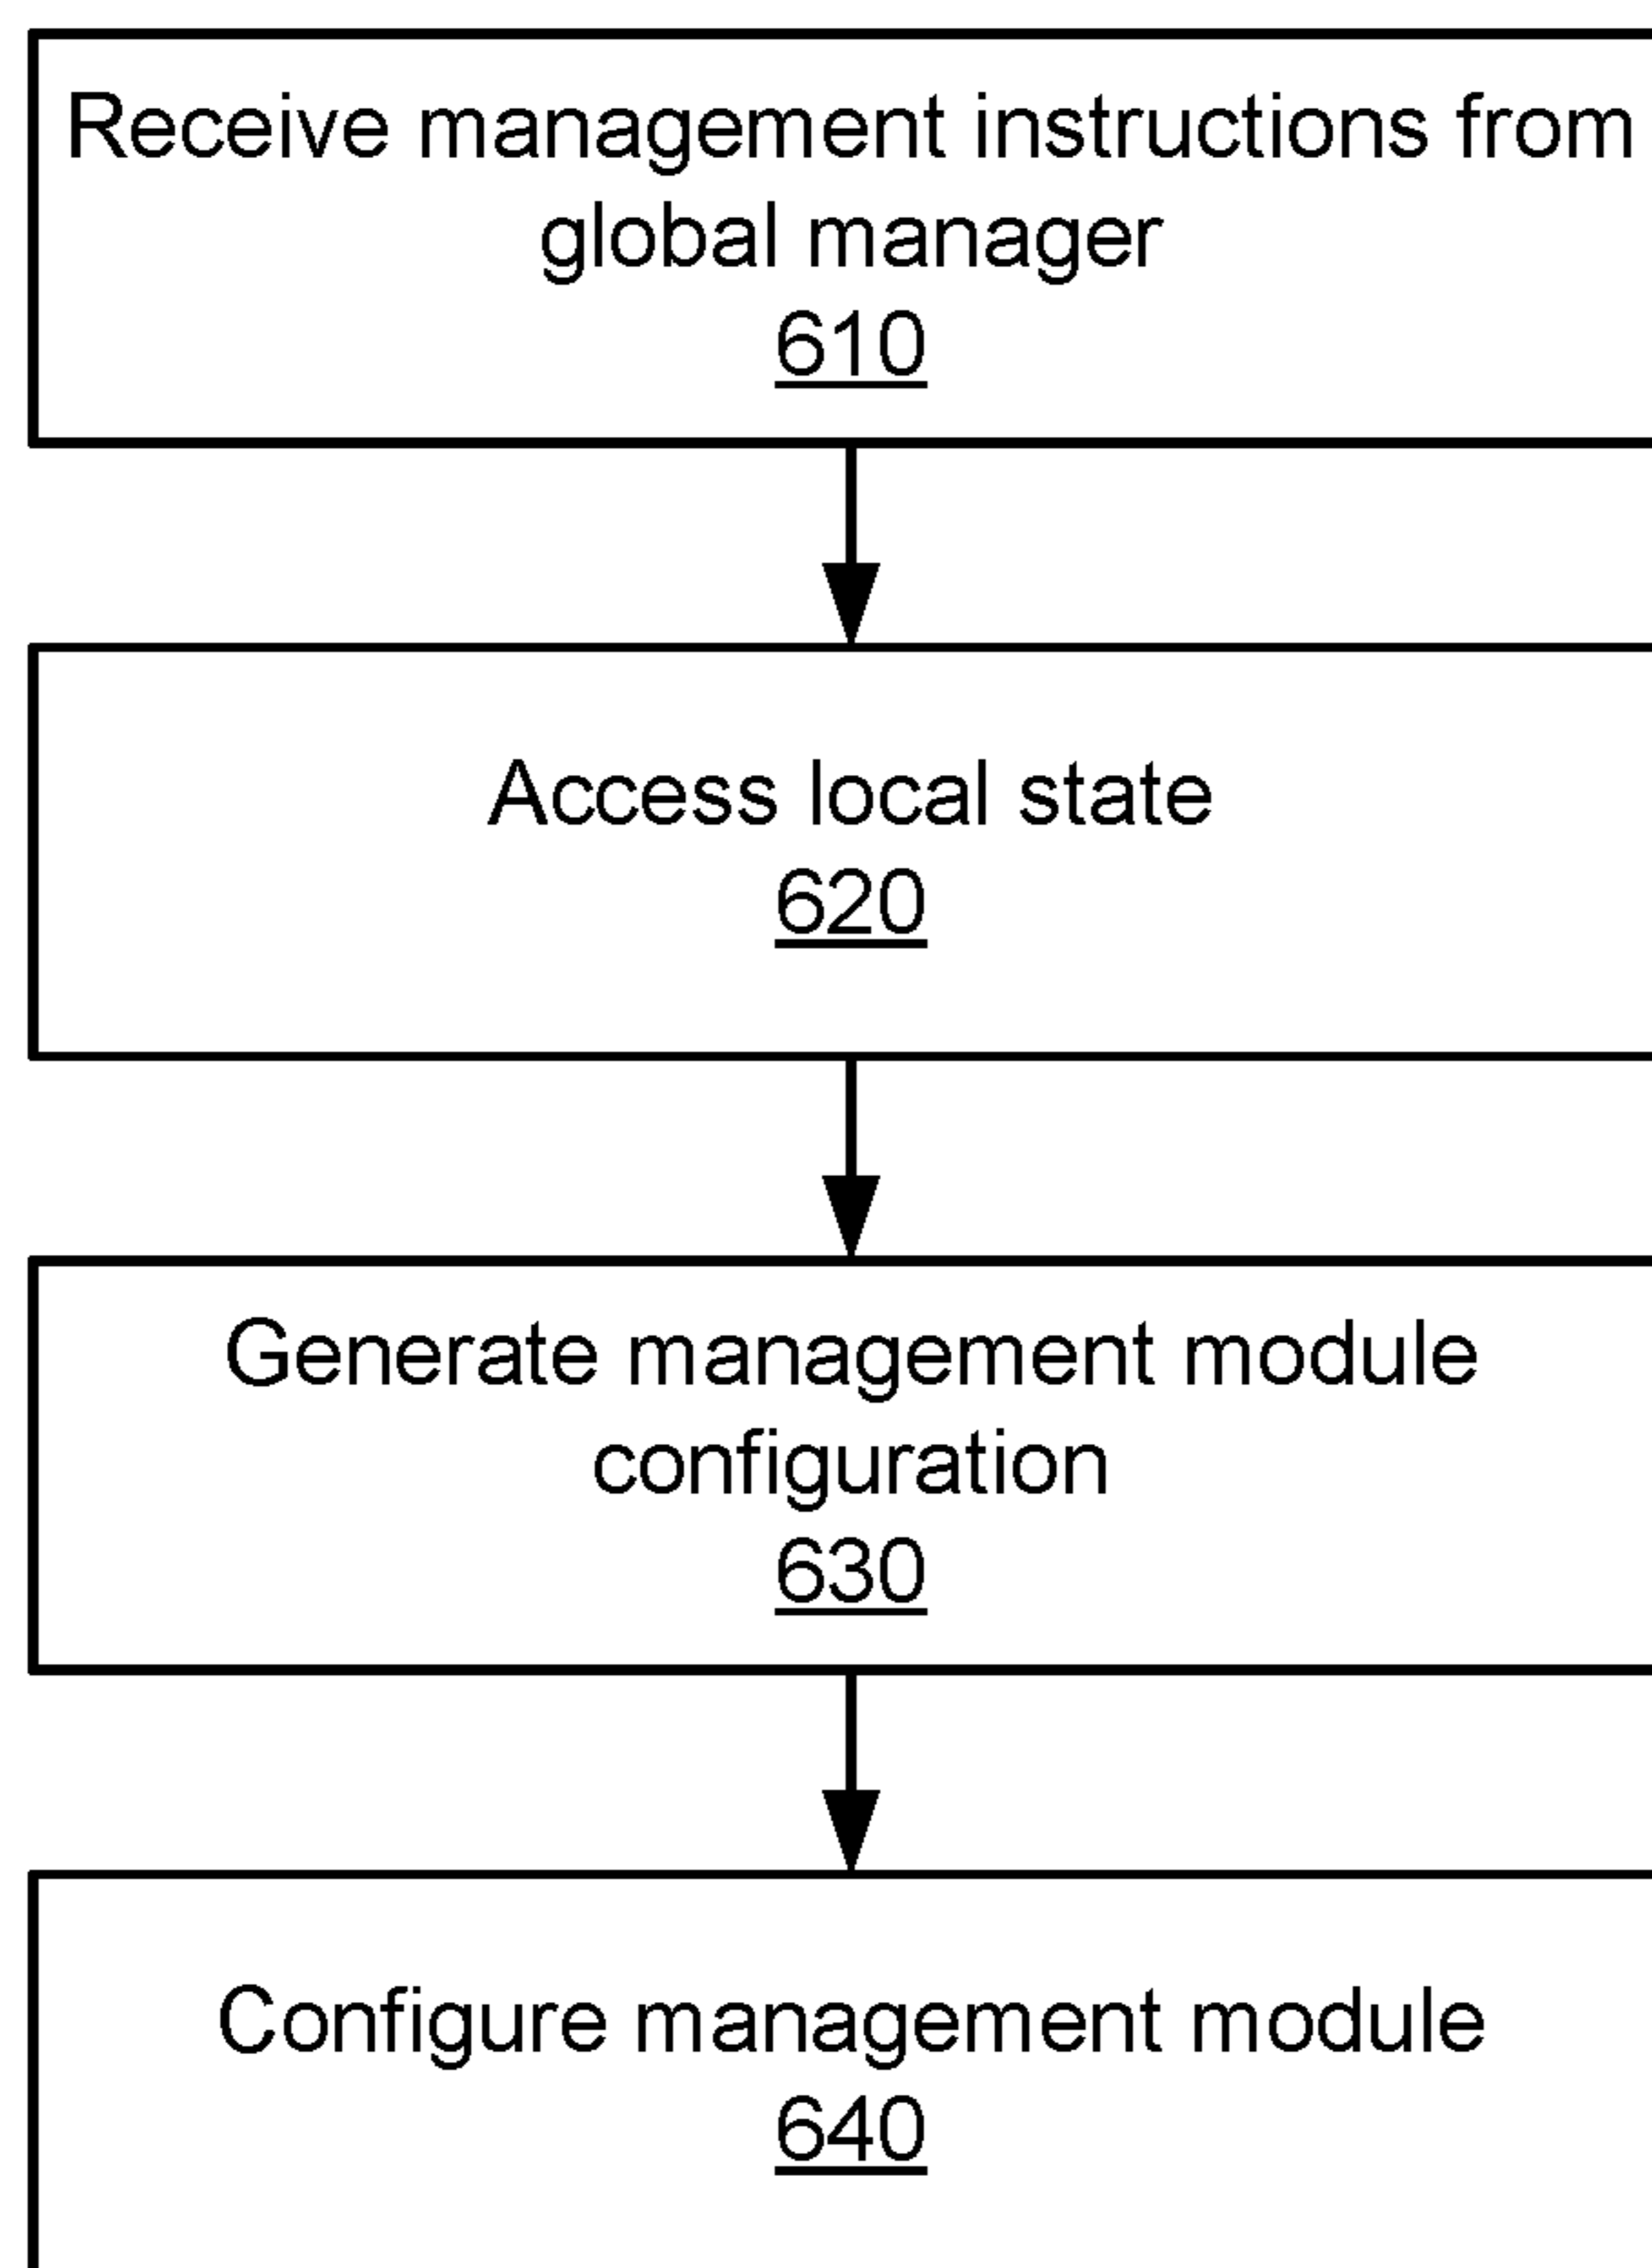 Receive management instructions from
global manager
610
Access local state
620
Generate management module
configuration
630
Configure management module
640